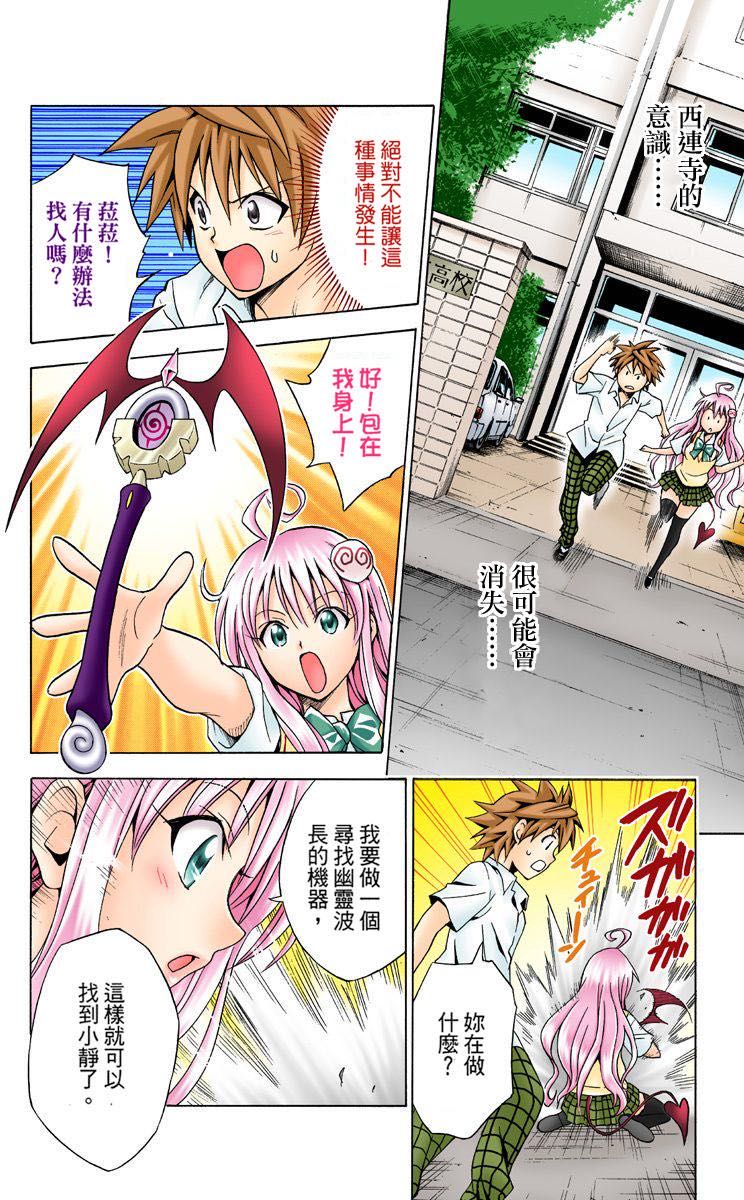 西連寺的
意識⋯⋯
高校
很可能會
消失⋯⋯
絕對不能讓這
種事情發生！
菈菈！
有什麼辦法
找人嗎？
好！包在
我身上！
ズガガガガ
チュイーン
妳在做
什麼？
我要做一個
尋找幽靈波
長的機器，
這樣就可以
找到小靜了。